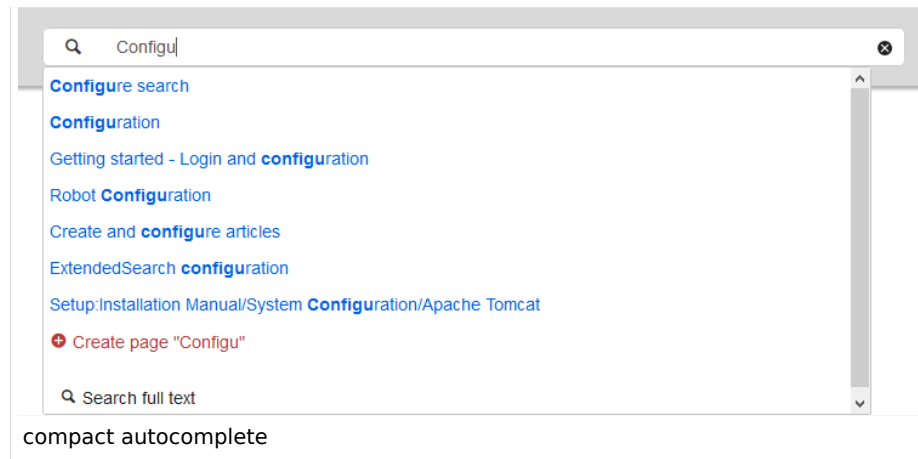 Configu
Configure search
Configuration
Getting started - Login and configuration
Robot Configuration
Create and configure articles
ExtendedSearch configuration
Setup:Installation Manual/System Configuration/Apache Tomcat
Create page "Configu"
Search full text
compact autocomplete